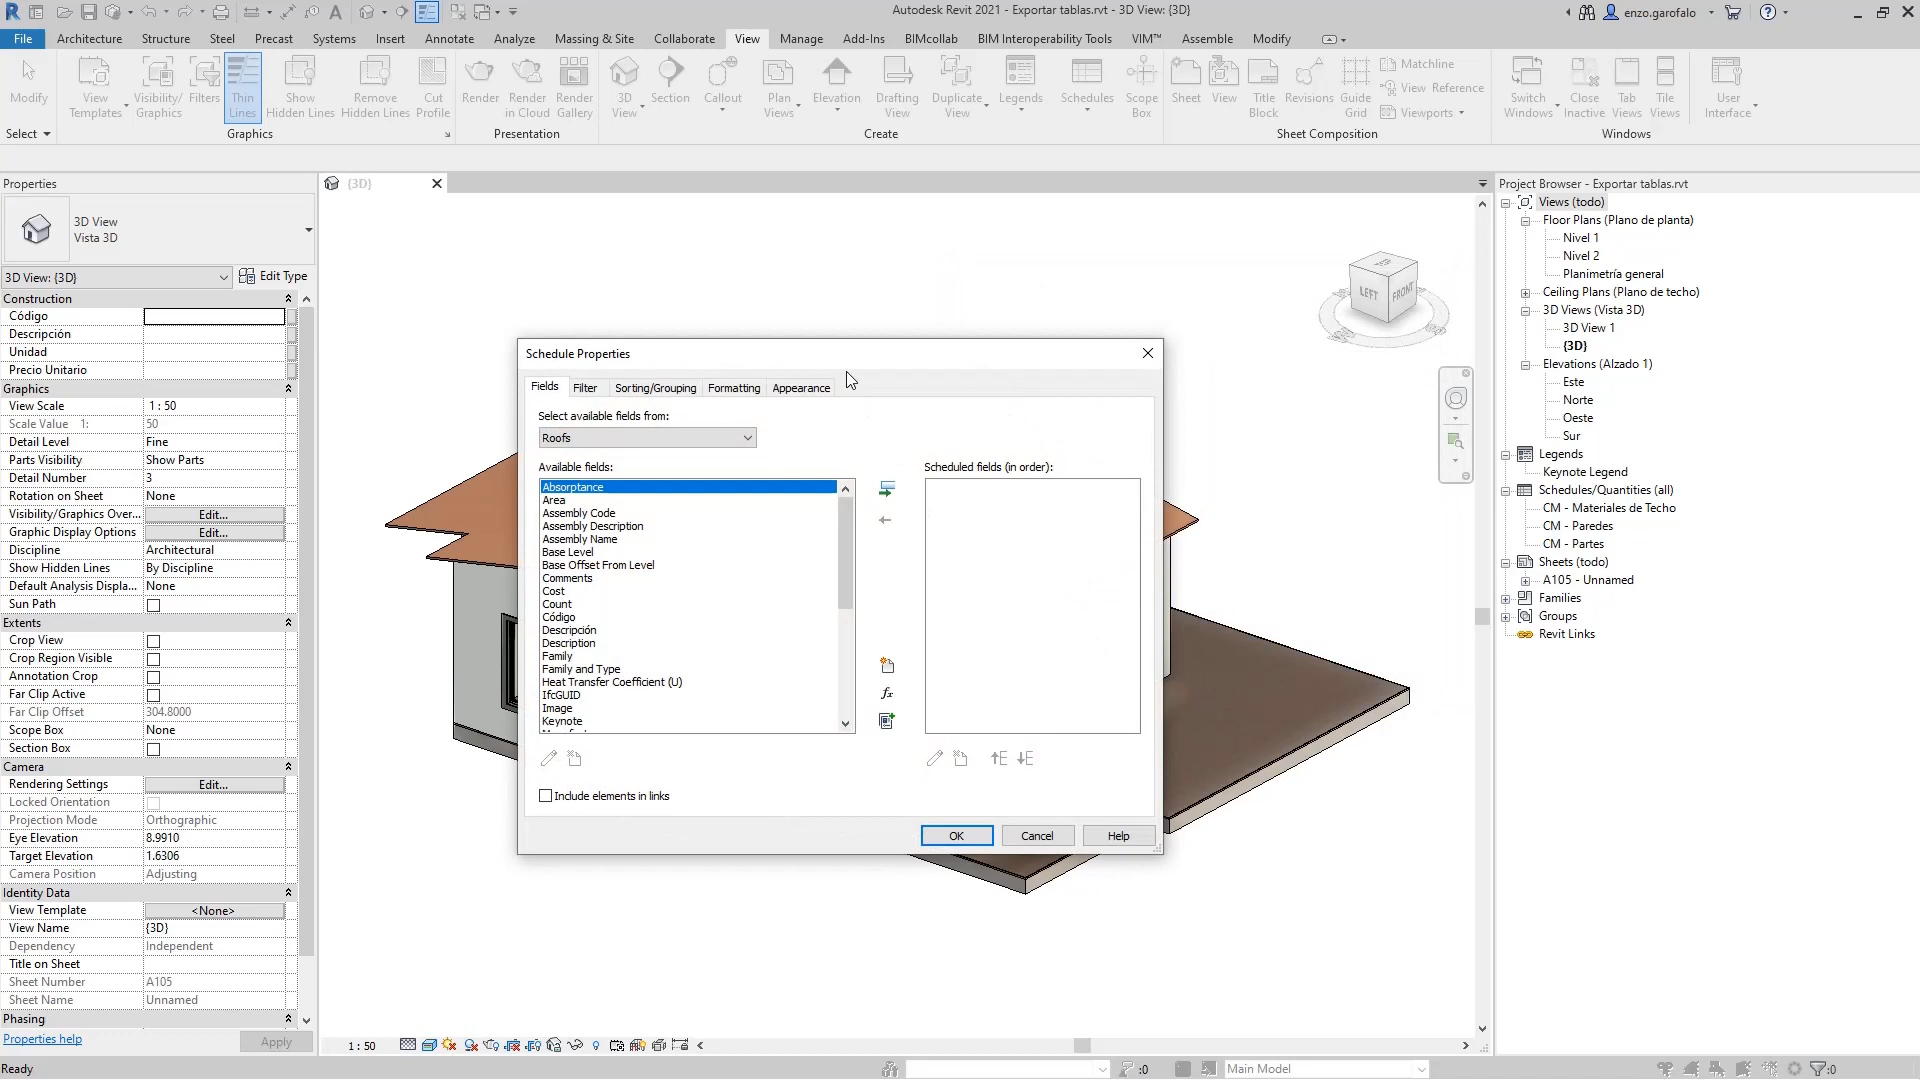 Autodesk Revit 2021 - Exportar tablas.rvt - 3D View: {3D}
enzo.garofalo
File Architecture Structure Steel Precast Systems Insert Annotate Analyze Massing & Site Collaborate View Manage Add-Ins BIMcollab BIM Interoperability Tools VIM™ Assemble Modify
Modify
View Templates
Visibility/ Graphics
Filters
Thin Lines
Show Hidden Lines
Remove Hidden Lines
Cut Profile
Render
Render in Cloud
Render Gallery
3D View
Section
Callout
Plan Views
Elevation
Drafting View
Duplicate View
Legends
Schedules
Scope Box
Sheet
View
Title Block
Revisions
Guide Grid
Matchline
View Reference
Viewports
Switch Windows
Close Inactive
Tab Views
Tile Views
User Interface
Select Graphics Presentation Create Sheet Composition Windows
Properties
3D View
Vista 3D
3D View: {3D} Edit Type
Construction
Código
Descripción
Unidad
Precio Unitario
Graphics
View Scale 1 : 50
Scale Value 1: 50
Detail Level Fine
Parts Visibility Show Parts
Detail Number 3
Rotation on Sheet None
Visibility/Graphics Over... Edit...
Graphic Display Options Edit...
Discipline Architectural
Show Hidden Lines By Discipline
Default Analysis Displa... None
Sun Path
Extents
Crop View
Crop Region Visible
Annotation Crop
Far Clip Active
Far Clip Offset 304.8000
Scope Box None
Section Box
Camera
Rendering Settings Edit...
Locked Orientation
Projection Mode Orthographic
Eye Elevation 8.9910
Target Elevation 1.6306
Camera Position Adjusting
Identity Data
View Template <None>
View Name {3D}
Dependency Independent
Title on Sheet
Sheet Number A105
Sheet Name Unnamed
Phasing
Properties help Apply
{3D}
LEFT FRONT
Schedule Properties
Fields Filter Sorting/Grouping Formatting Appearance
Select available fields from:
Roofs
Available fields:
Absorptance
Area
Assembly Code
Assembly Description
Assembly Name
Base Level
Base Offset From Level
Comments
Cost
Count
Código
Descripción
Description
Family
Family and Type
Heat Transfer Coefficient (U)
IfcGUID
Image
Keynote
Scheduled fields (in order):
fx
Include elements in links
OK Cancel Help
Project Browser - Exportar tablas.rvt
Views (todo)
Floor Plans (Plano de planta)
Nivel 1
Nivel 2
Planimetría general
Ceiling Plans (Plano de techo)
3D Views (Vista 3D)
3D View 1
{3D}
Elevations (Alzado 1)
Este
Norte
Oeste
Sur
Legends
Keynote Legend
Schedules/Quantities (all)
CM - Materiales de Techo
CM - Paredes
CM - Partes
Sheets (todo)
A105 - Unnamed
Families
Groups
Revit Links
1 : 50
Ready
:0
Main Model
:0